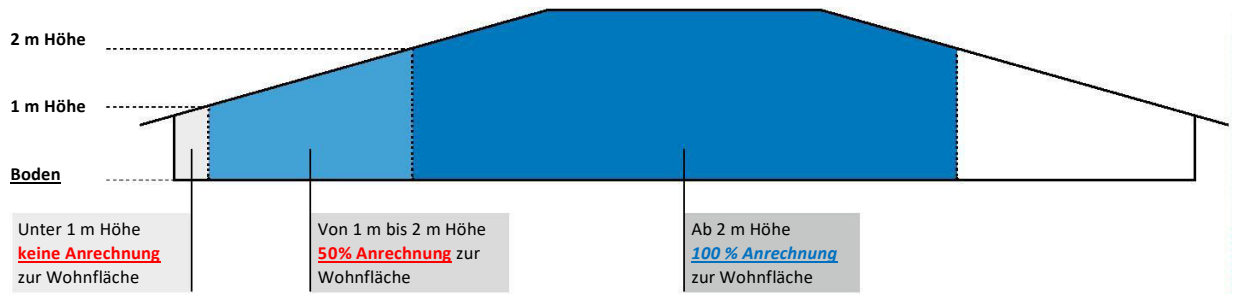 2 m Höhe
1 m Höhe
Boden
Unter 1 m Höhe
keine Anrechnung
zur Wohnfläche
Von 1 m bis 2 m Höhe
50% Anrechnung zur
Wohnfläche
Ab 2 m Höhe
100 % Anrechnung
zur Wohnfläche